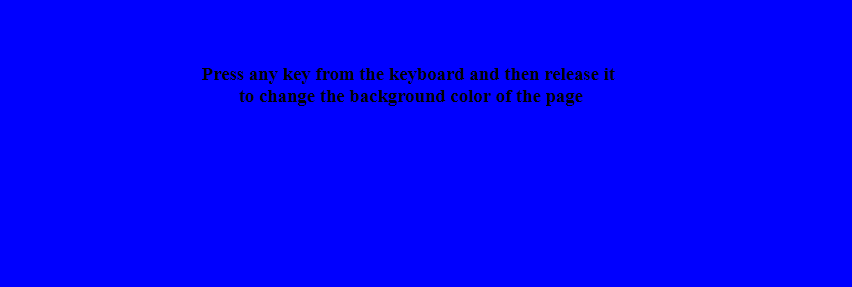 Press any key from the keyboard and then release it
to change the background color of the page